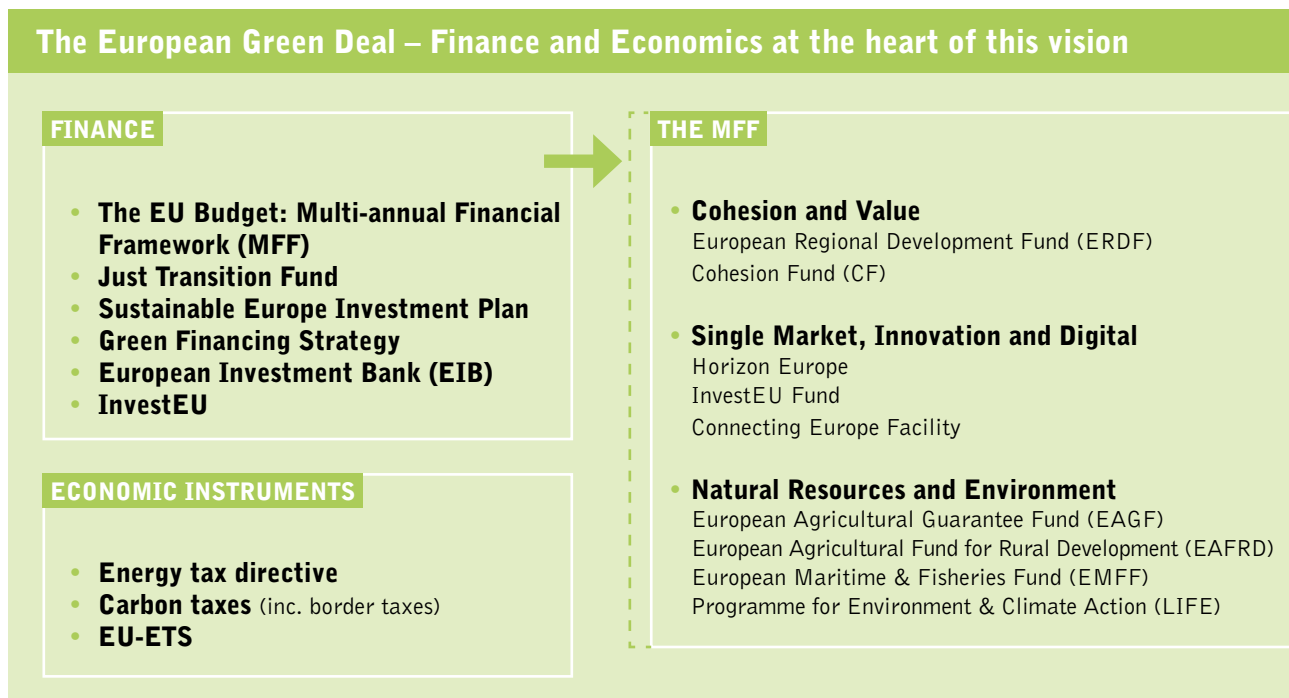 The European Green Deal – Finance and Economics at the heart of this vision
FINANCE
• The EU Budget: Multi-annual Financial
Framework (MFF)
• Just Transition Fund
• Sustainable Europe Investment Plan
• Green Financing Strategy
• European Investment Bank (EIB)
• InvestEU
ECONOMIC INSTRUMENTS
• Energy tax directive
• Carbon taxes (inc. border taxes)
• EU-ETS
THE MFF
• Cohesion and Value
European Regional Development Fund (ERDF)
Cohesion Fund (CF)
• Single Market, Innovation and Digital
Horizon Europe
InvestEU Fund
Connecting Europe Facility
• Natural Resources and Environment
European Agricultural Guarantee Fund (EAGF)
European Agricultural Fund for Rural Development (EAFRD)
European Maritime & Fisheries Fund (EMFF)
Programme for Environment & Climate Action (LIFE)